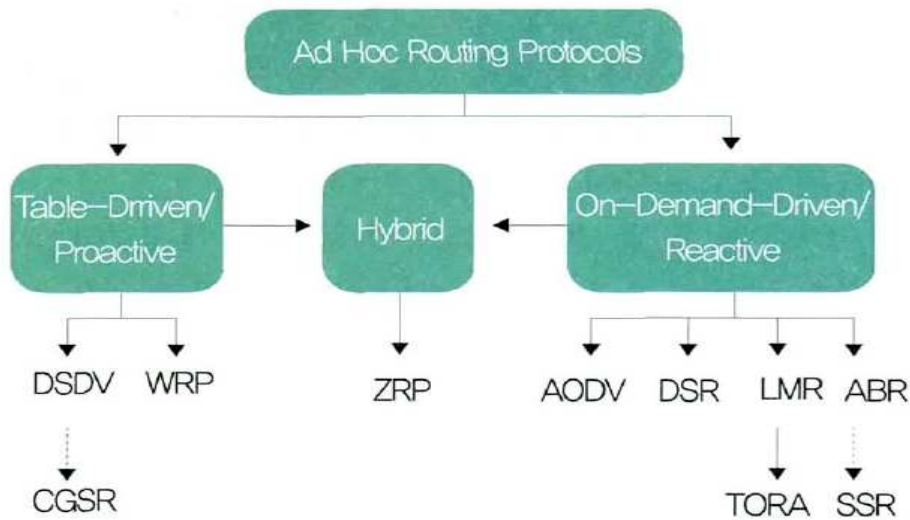 Ad Hoc Routing Protocols
Table-Drriven/
Proactive
Hybrid
On-Demand-Driven/
Reactive
DSDV WRP ZRP AODV DSR LMR ABR
CGSR TORA SSR